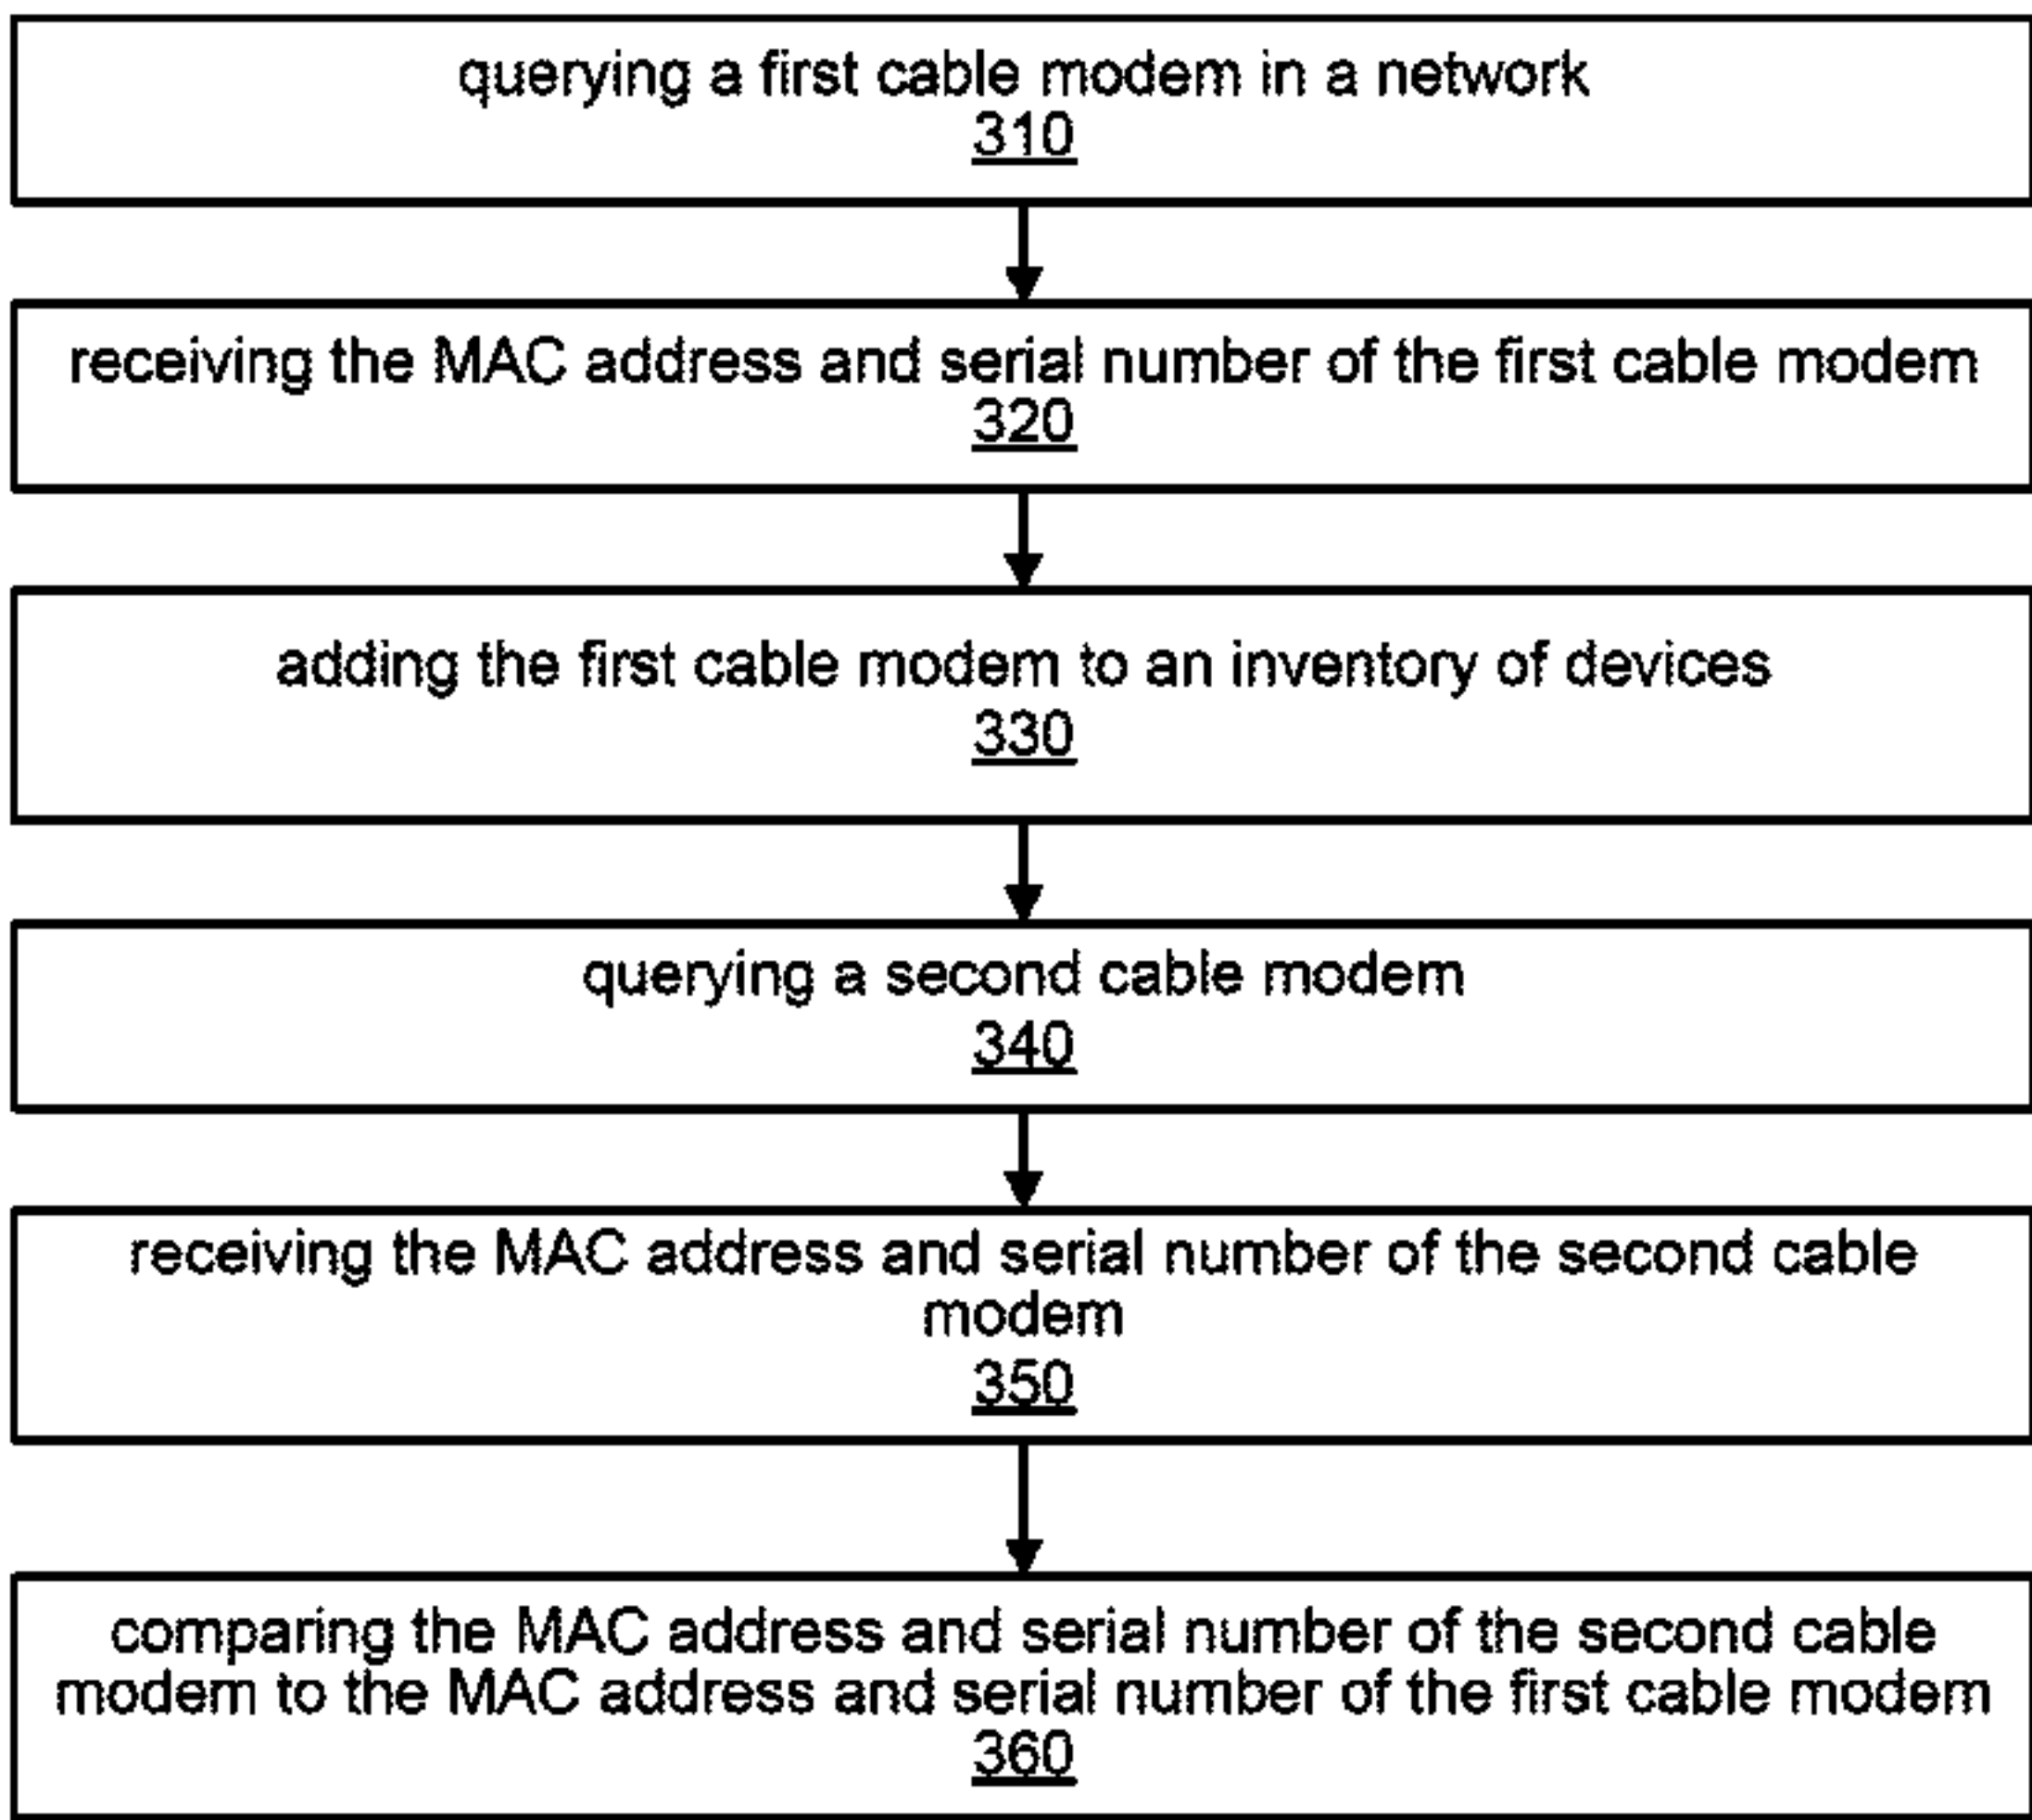 querying a first cable modem in a network
310
receiving the MAC address and serial number of the first cable modem
320
adding the first cable modem to an inventory of devices
330
querying a second cable modem
340
receiving the MAC address and serial number of the second cable
modem
350
comparing the MAC address and serial number of the second cable
modem to the MAC address and serial number of the first cable modem
360